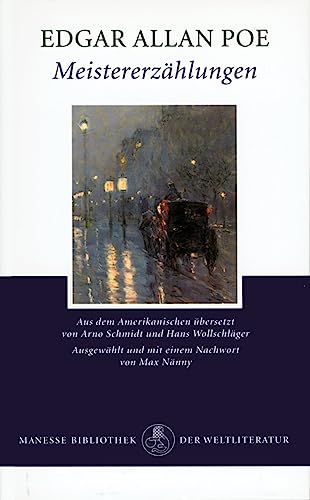 EDGAR ALLAN POE
Meistererzählungen
Aus dem Amerikanischen übersetzt
von Arno Schmidt und Hans Wollschläger
Ausgewählt und mit einem Nachwort
von Max Nänny
MANESSE BIBLIOTHEK DER WELTLITERATUR